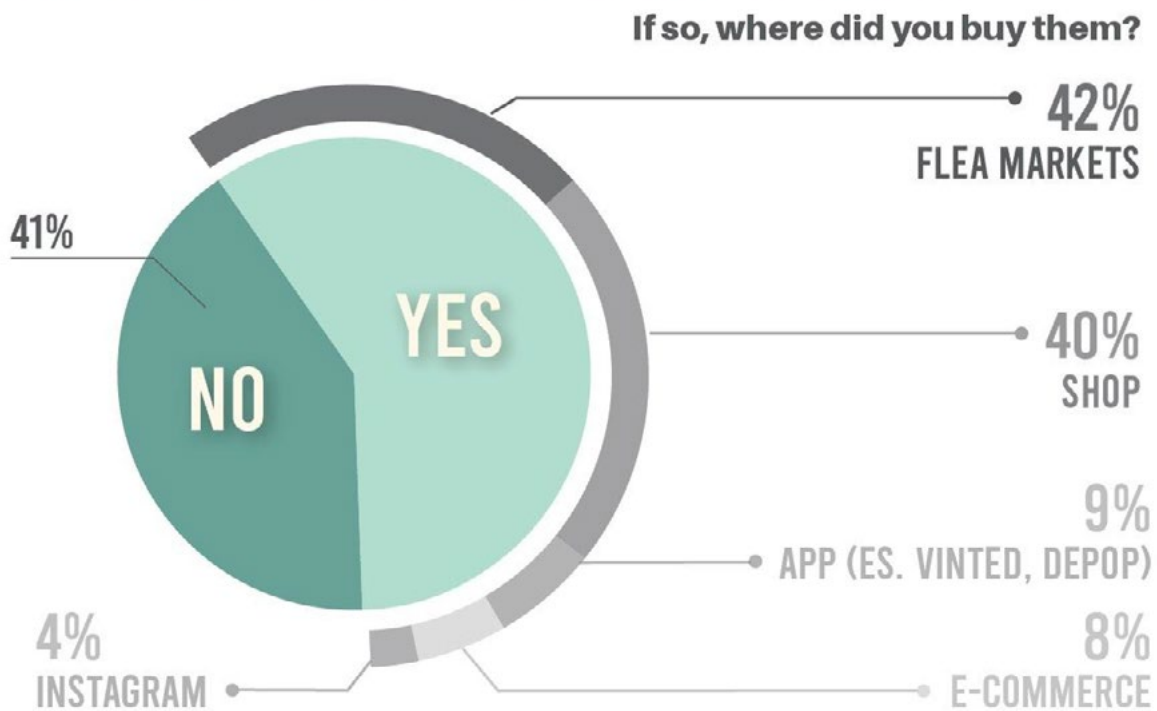 If so, where did you buy them?
42%
FLEA MARKETS
41%
YES
NO
40%
SHOP
9%
APP (ES. VINTED, DEPOP)
8%
E-COMMERCE
4%
INSTAGRAM